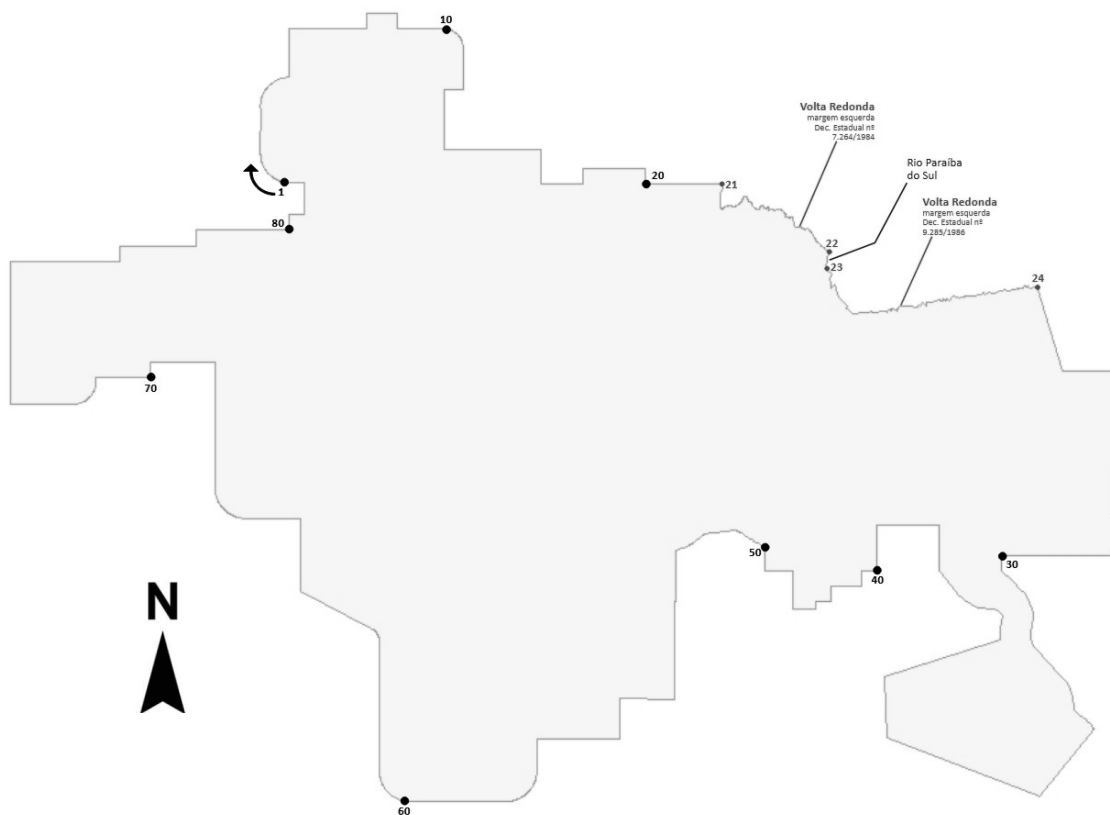 10
Volta Redonda
margem esquerda
Dec. Estadual nº
7.264/1984
Rio Paraíba
do Sul
1
20
21
Volta Redonda
margem esquerda
Dec. Estadual nº
9.285/1986
80
22
23
24
70
50
30
40
N
60